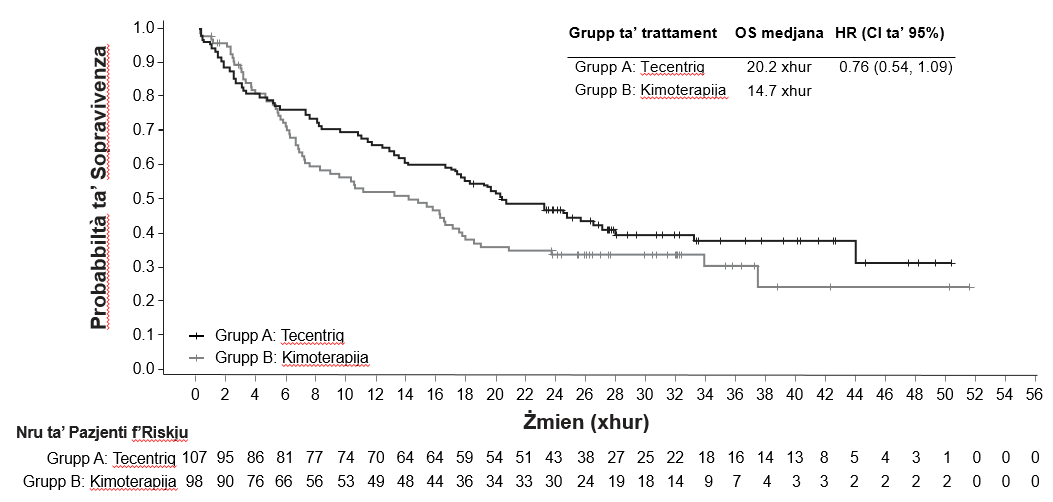 Grupp ta’ trattament OS medjana HR (CI ta’ 95%)
Grupp A: Tecentriq 20.2 xhur 0.76 (0.54, 1.09)
Grupp B: Kimoterapija 14.7 xhur
Probabbiltà ta’ Sopravivenza
1.0
0.9
0.8
0.7
0.6
0.5
0.4
0.3
0.2
0.1
0.0
Grupp A: Tecentriq
Grupp B: Kimoterapija
0 2 4 6 8 10 12 14 16 18 20 22 24 26 28 30 32 34 36 38 40 42 44 46 48 50 52 54 56
Żmien (xhur)
Nru ta’ Pazjenti f’Riskju
Grupp A: Tecentriq 107 95 86 81 77 74 70 64 64 59 54 51 43 38 27 25 22 18 16 14 13 8 5 4 3 1 0 0 0
Grupp B: Kimoterapija 98 90 76 66 56 53 49 48 44 36 34 33 30 24 19 18 14 9 7 4 3 3 2 2 2 2 0 0 0